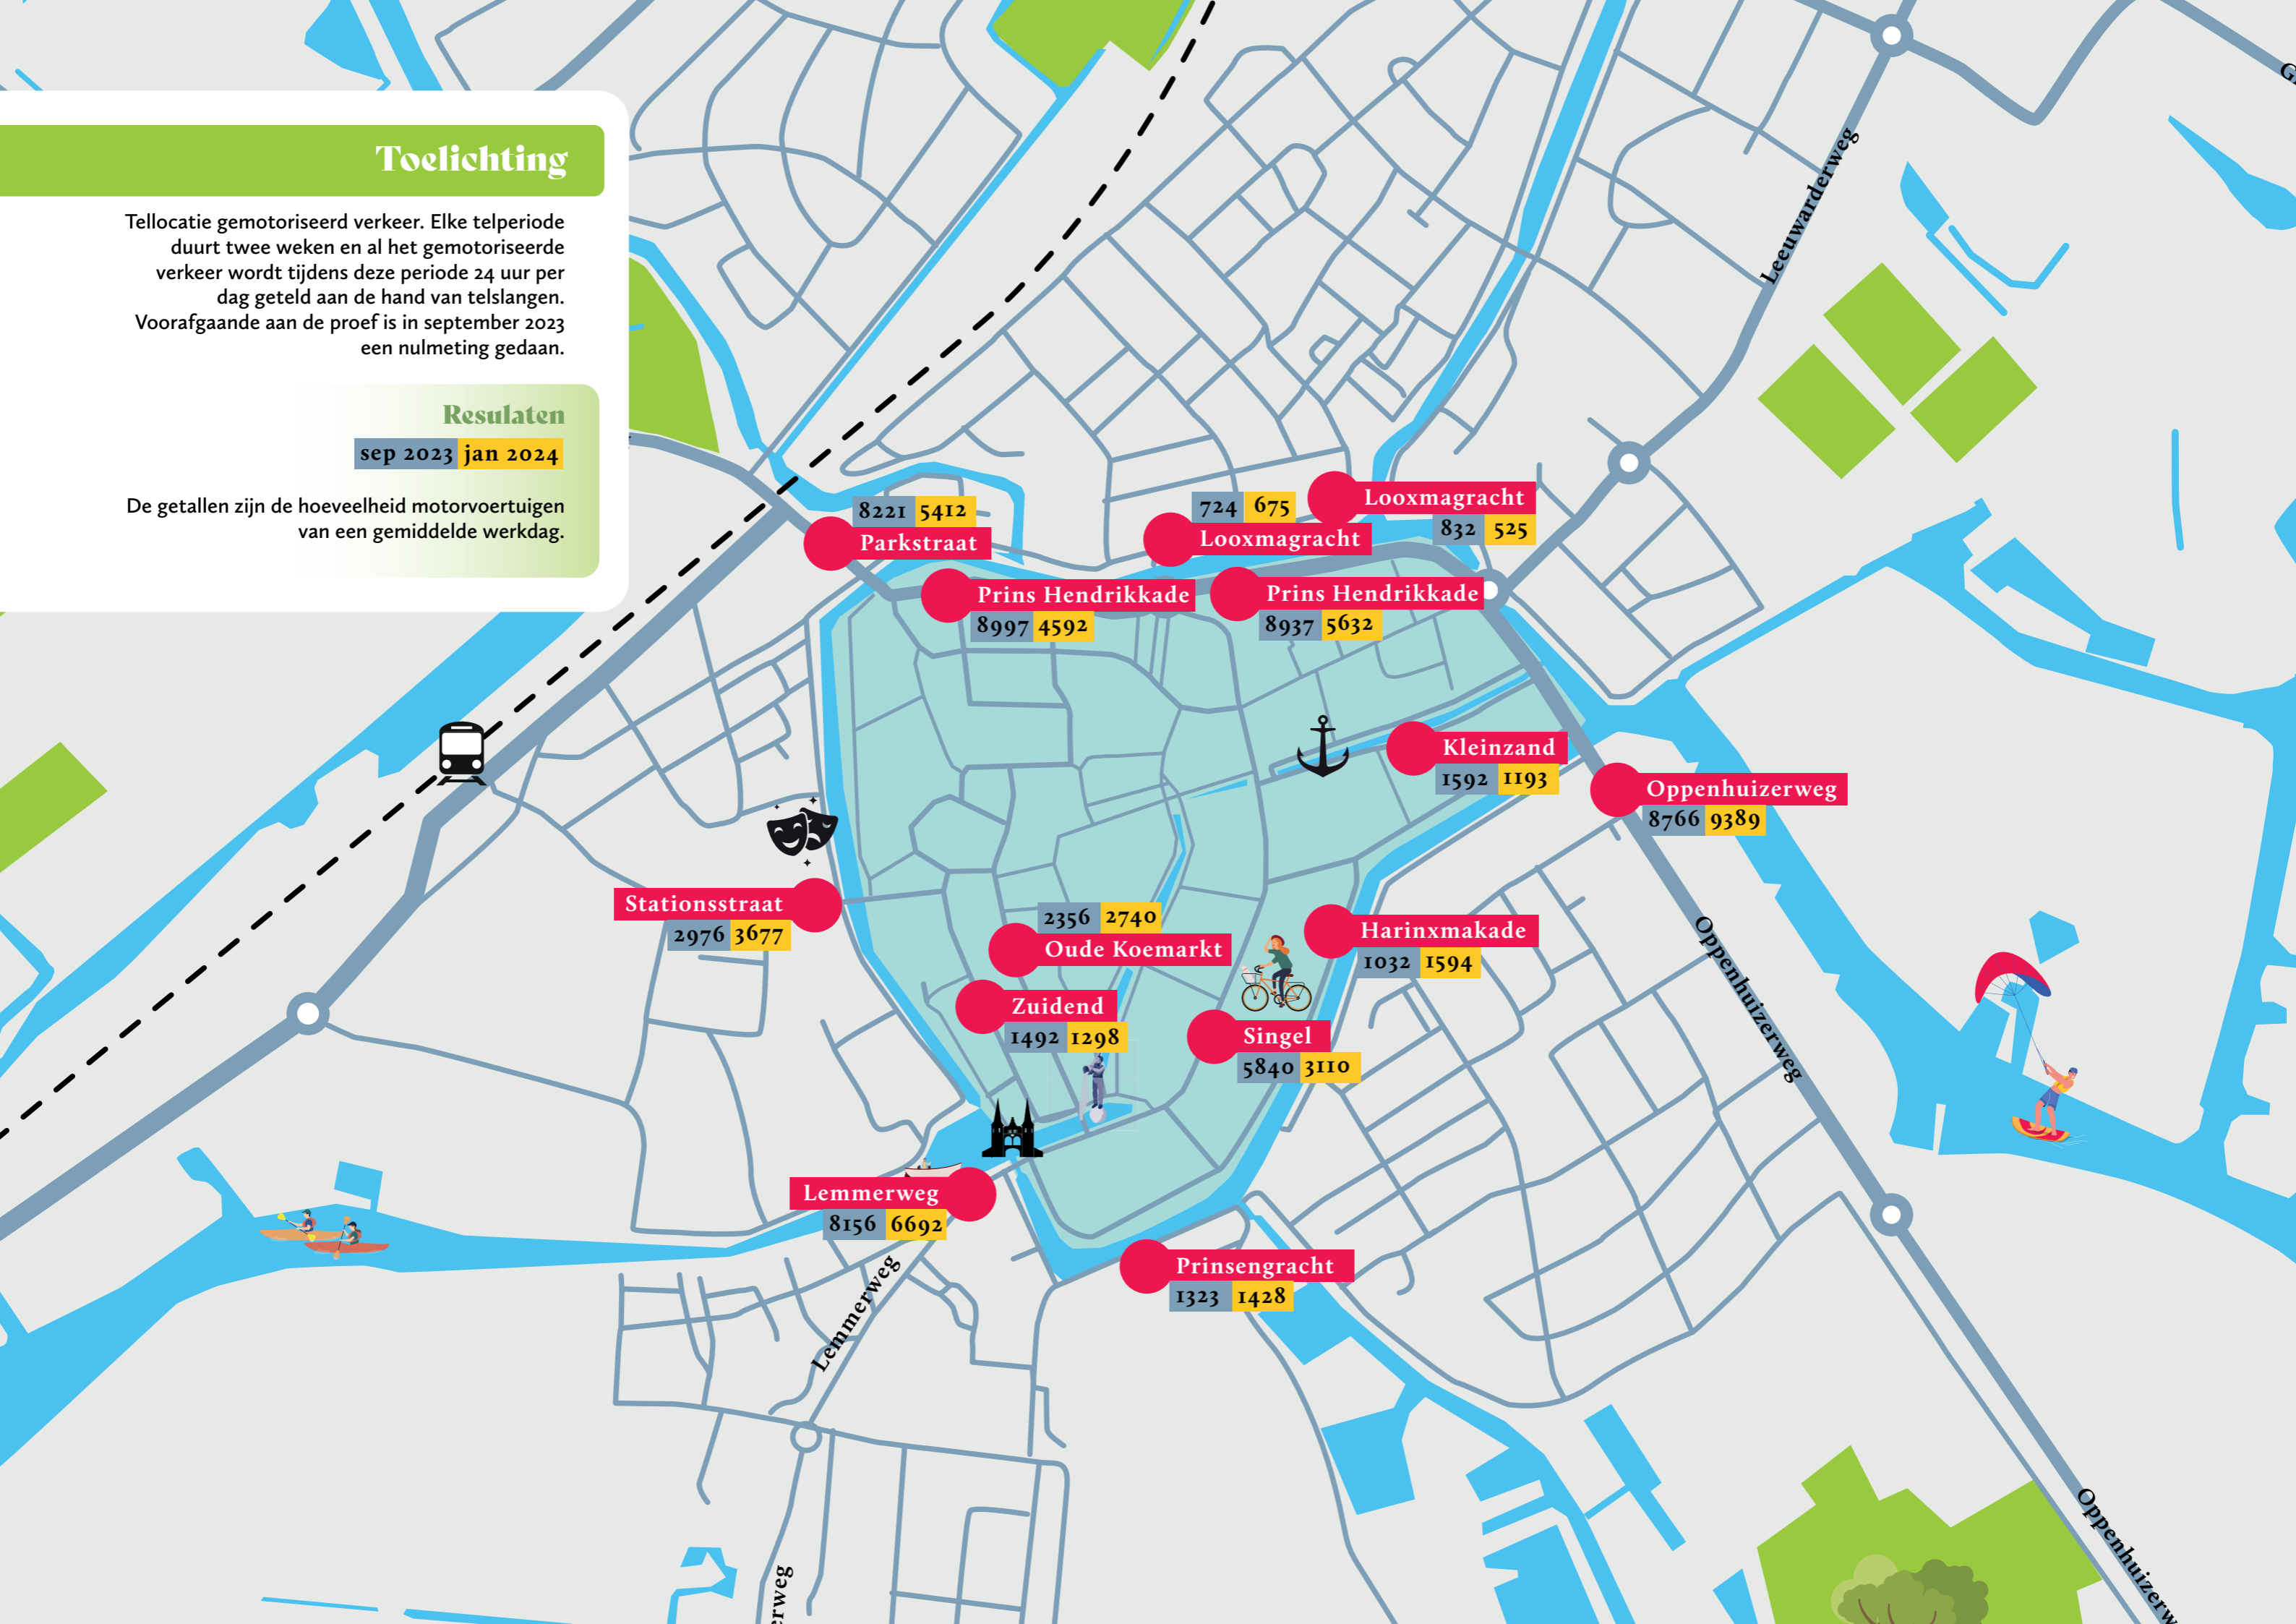 Toelichting
Tellocatie gemotoriseerd verkeer. Elke telperiode
duurt twee weken en al het gemotoriseerde
verkeer wordt tijdens deze periode 24 uur per
dag geteld aan de hand van telslangen.
Voorafgaande aan de proef is in september 2023
een nulmeting gedaan.
Resulaten
sep 2023 jan 2024
De getallen zijn de hoeveelheid motorvoertuigen
van een gemiddelde werkdag.
Leeuwarderweg
8221 5412
Parkstraat
724 675
Looxmagracht
Looxmagracht
832 525
Prins Hendrikkade
8997 4592
Prins Hendrikkade
8937 5632
Kleinzand
1592 1193
Oppenhuizerweg
8766 9389
Stationsstraat
2976 3677
2356 2740
Oude Koemarkt
Harinxmakade
1032 1594
Zuidend
1492 1298
Singel
5840 3110
Oppenhuizerweg
Lemmerweg
8156 6692
Prinsengracht
1323 1428
Lemmerweg
Oppenhuizerw
erweg